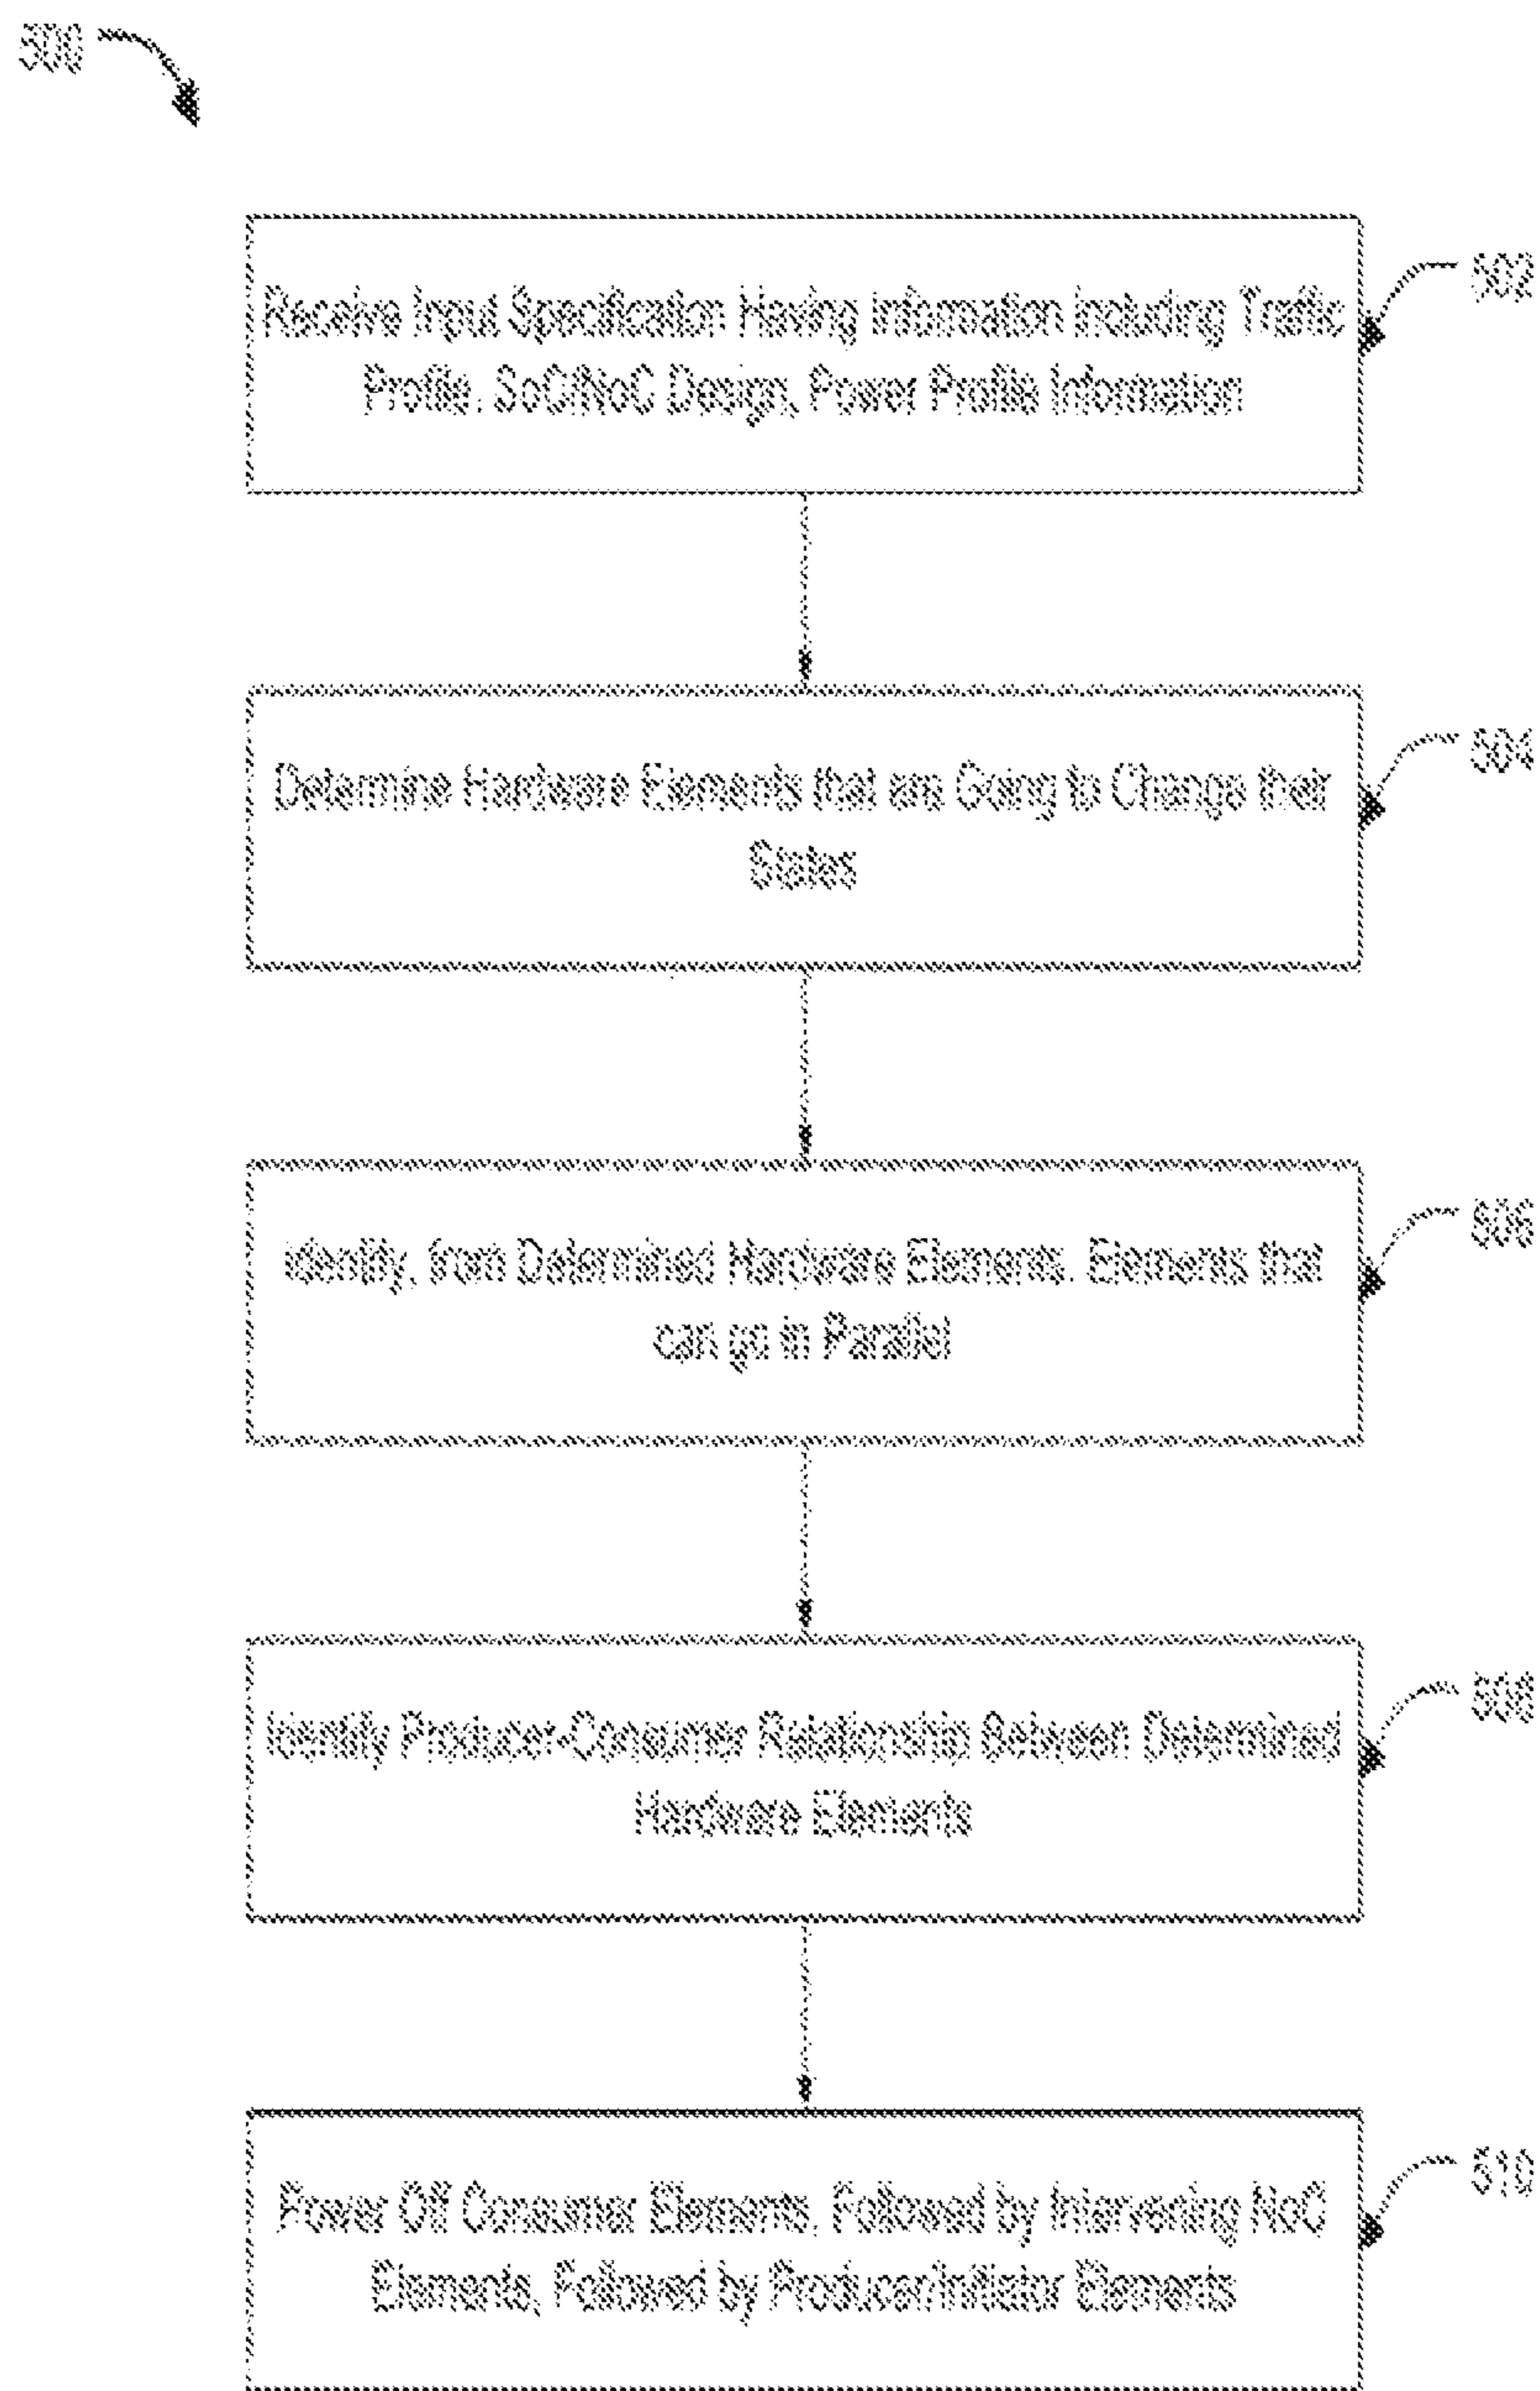 500
502
Receive Input Specification Having Information Including Traffic
Profile, SoC/NoC Design, Power Profile Information
504
Determine Hardware Elements that are Going to Change their
States
506
Identify, from Determined Hardware Elements, Elements that
can go in Parallel
508
Identify Producer-Consumer Relationship Between Determined
Hardware Elements
510
Power Off Consumer Elements, Followed by Intervening NoC
Elements, Followed by Producer/Initiator Elements